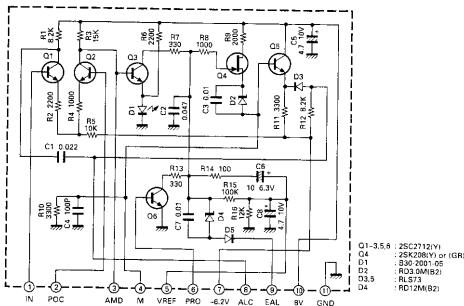 R1
8.2K
R3
15K
R6
2200
R7
330
R8
1000
R9
2000
C5
4.7 10V
Q1
Q2
Q3
Q4
Q5
R2 2200
R4 1000
R5
10K
D1
C2
0.047
C3 0.01
D2
D3
R11 3300
R12 8.2K
C1 0.022
R13
330
R14 100
C6
10 6.3V
R10
3300
C4 100P
Q6
C7 0.01
D4
R15
100K
R16
12K
C8
4.7 10V
D5
Q1-3,5,6 : 2SC2712(Y)
Q4 : 2SK208(Y) or (GR)
D1 : B30-2001-05
D2 : RD3.0M(B2)
D3,5 : RLS73
D4 : RD12M(B2)
1 2 3 4 5 6 7 8 9 10 11
IN POC AMD M VREF PRO -6.2V ALC EAL 8V GND